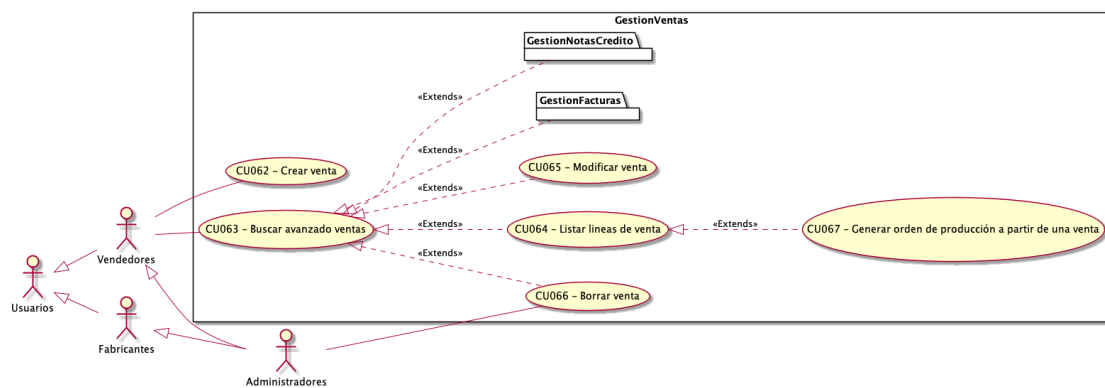 GestionVentas
GestionNotasCredito
«Extends»
GestionFacturas
«Extends»
CU062 – Crear venta
CU065 – Modificar venta
«Extends»
CU063 – Buscar avanzado ventas
«Extends»
CU064 – Listar lineas de venta
«Extends»
CU067 – Generar orden de producción a partir de una venta
Vendedores
«Extends»
CU066 – Borrar venta
Usuarios
Fabricantes
Administradores